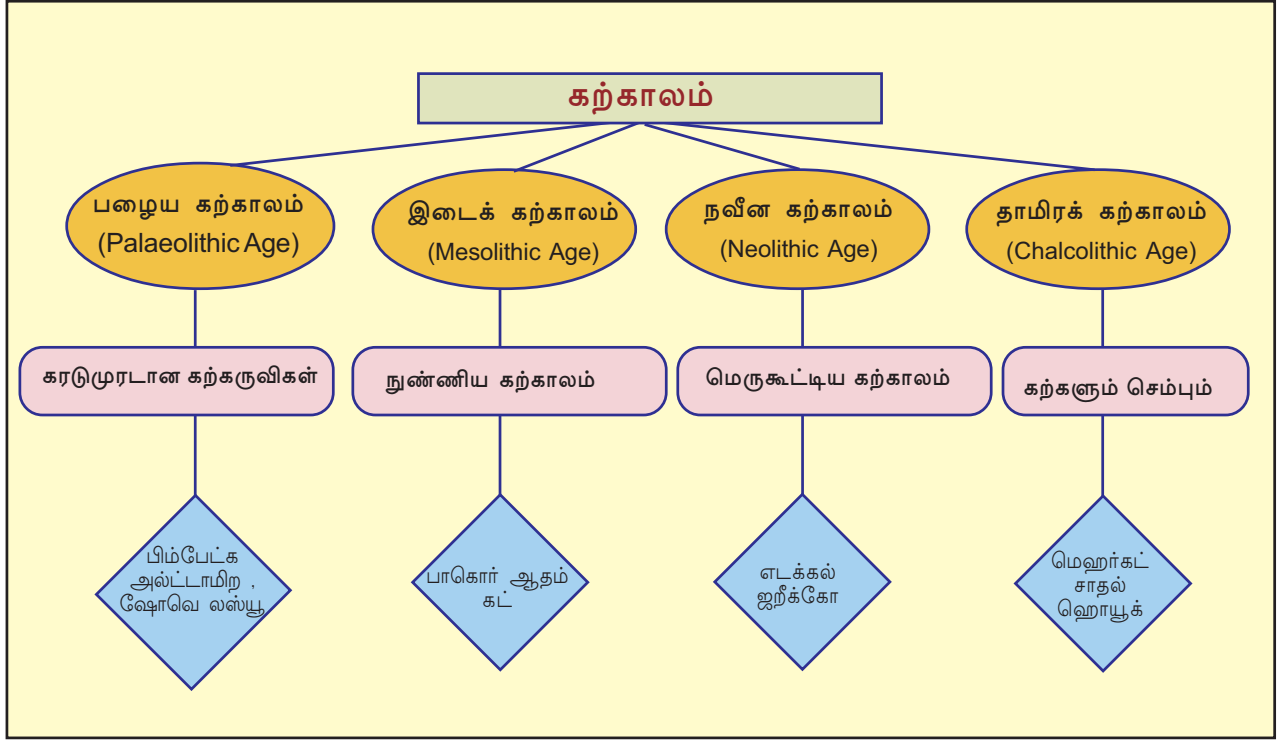 கற்காலம்
பழைய கற்காலம்
(Palaeolithic Age)
இடைக் கற்காலம்
(Mesolithic Age)
நவீன கற்காலம்
(Neolithic Age)
தாமிரக் கற்காலம்
(Chalcolithic Age)
கரடுமுரடான கற்கருவிகள்
நுண்ணிய கற்காலம்
மெருகூட்டிய கற்காலம்
கற்களும் செம்பும்
பிம்பேட்க
அல்ட்டாமிற ,
ஷோவெ லஸ்யூ
பாகொர் ஆதம்
கட்
எடக்கல்
ஜறீக்கோ
மெஹர்கட்
சாதல்
ஹொயூக்